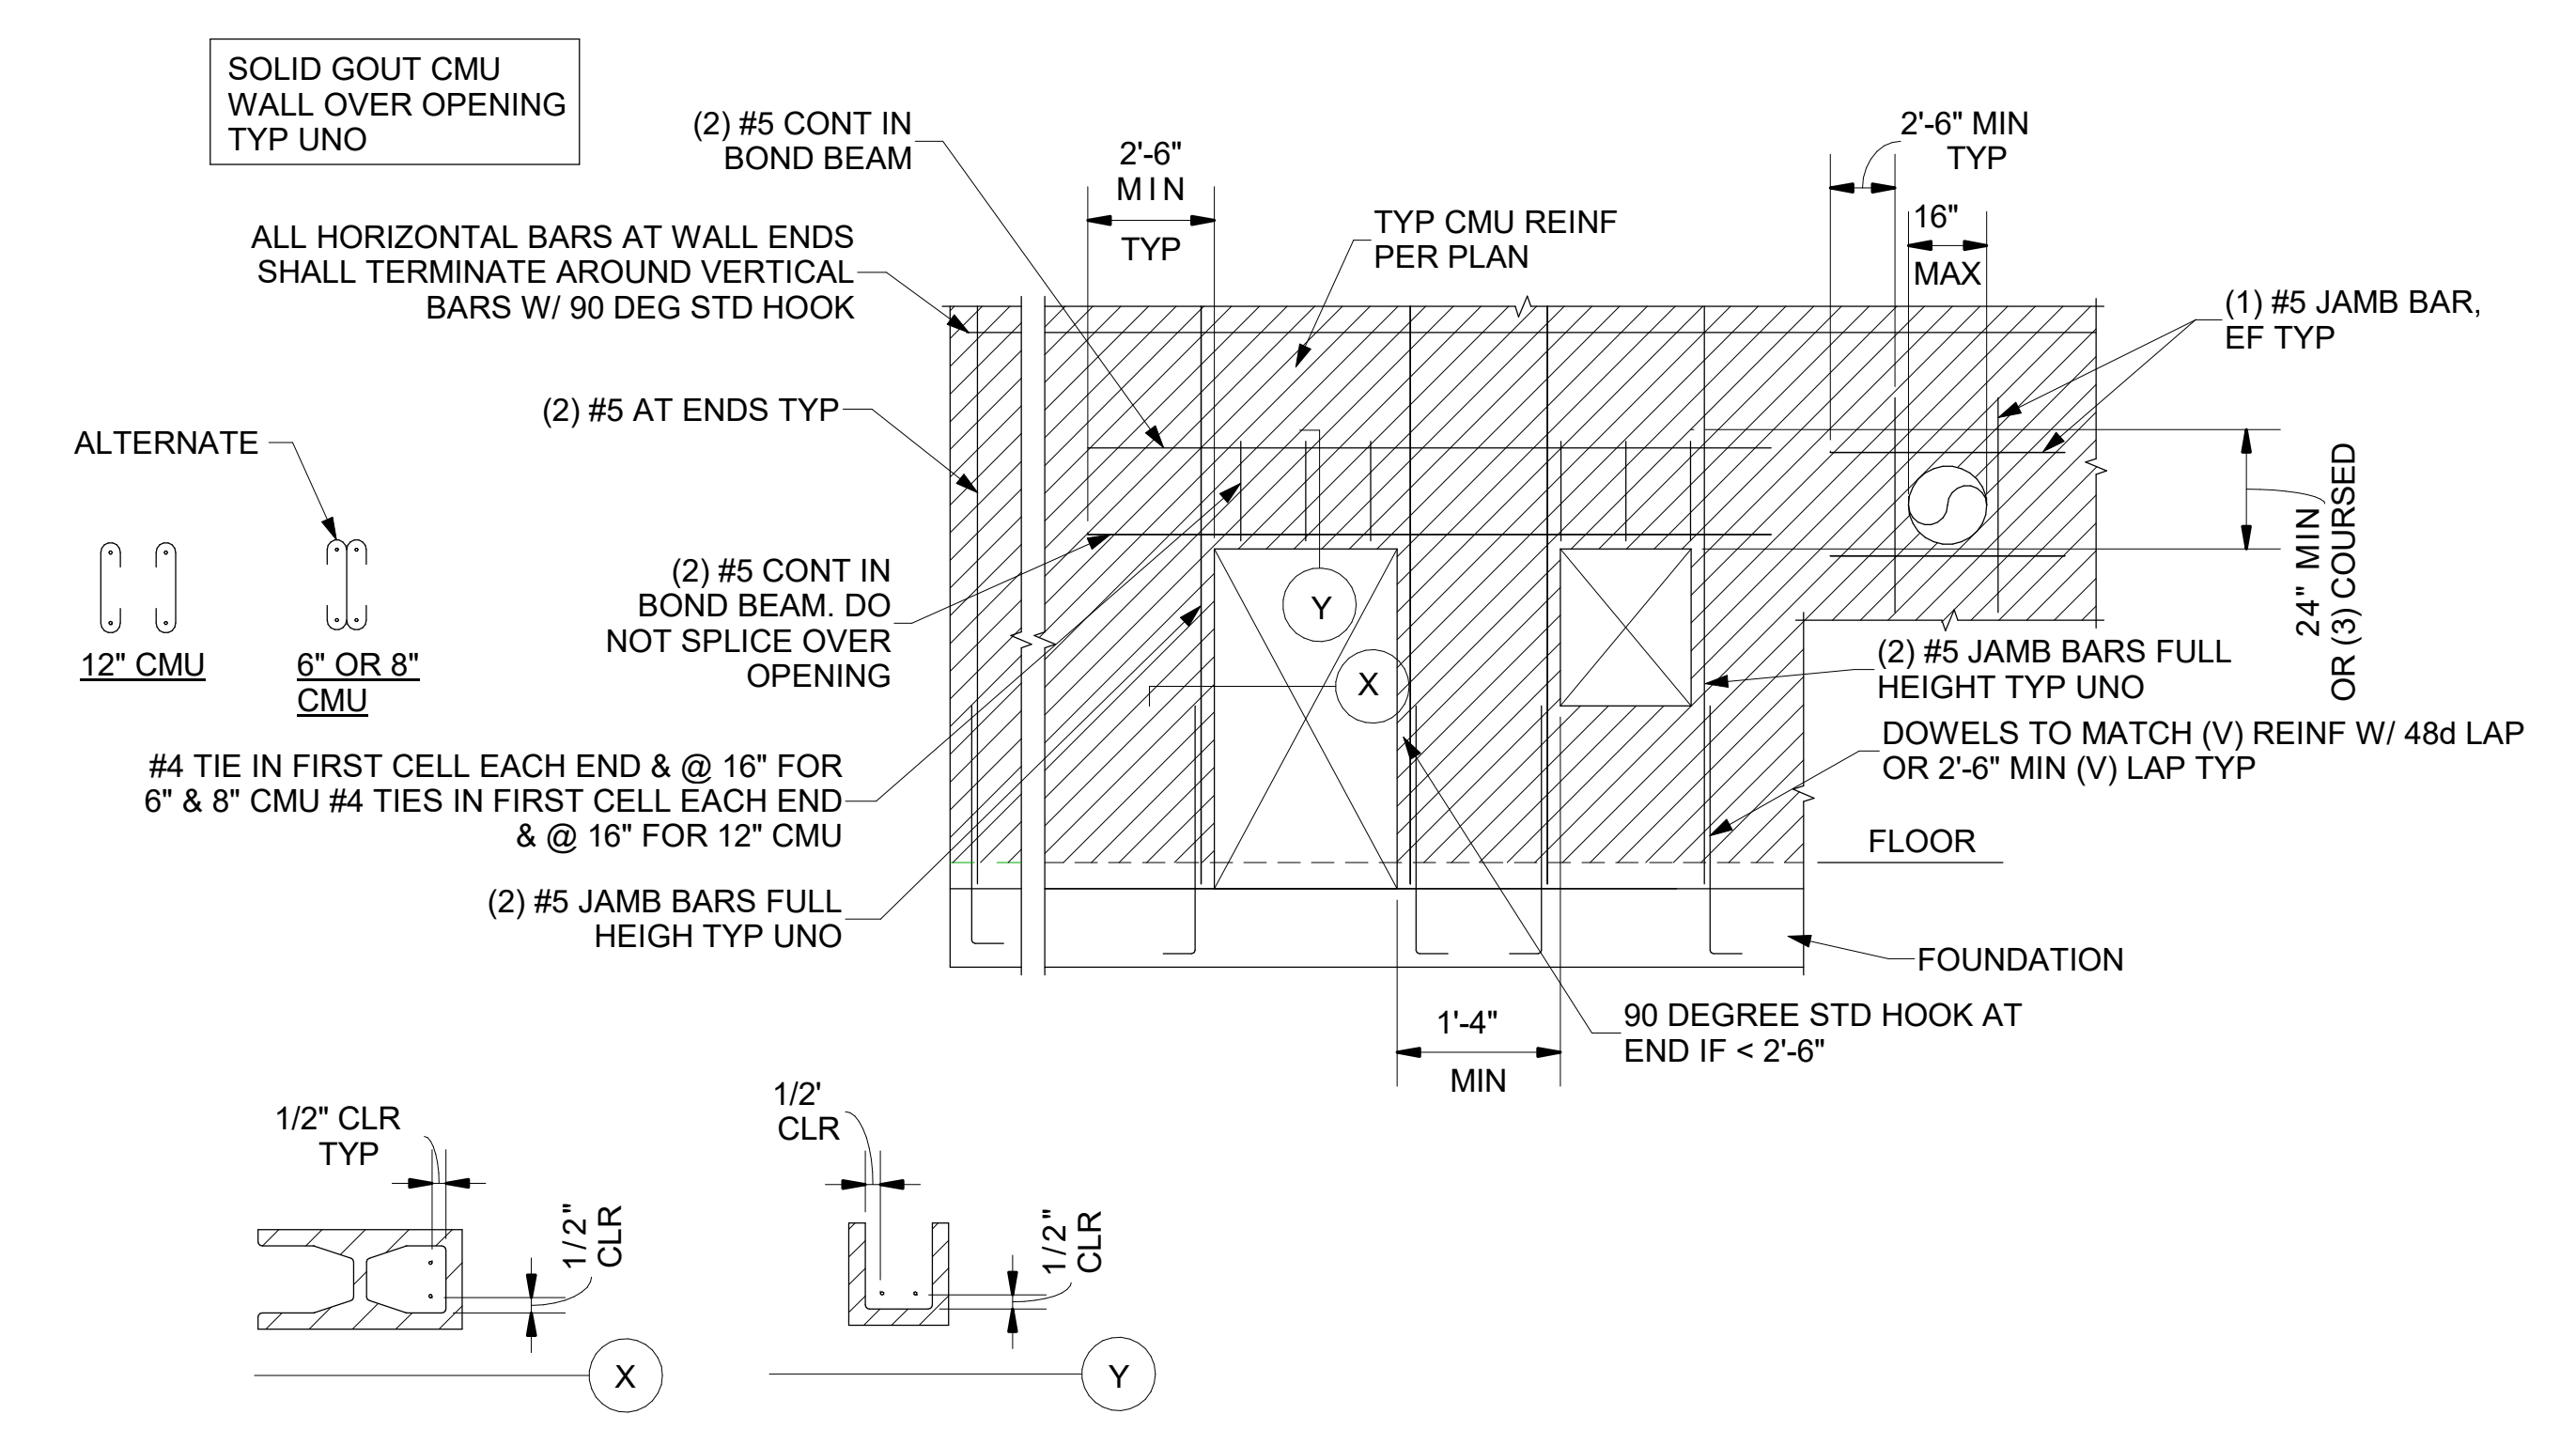 SOLID GOUT CMU
WALL OVER OPENING
TYP UNO
(2) #5 CONT IN
BOND BEAM
2'-6"
MIN
TYP
2'-6" MIN
TYP
16"
MAX
TYP CMU REINF
PER PLAN
ALL HORIZONTAL BARS AT WALL ENDS
SHALL TERMINATE AROUND VERTICAL
BARS W/ 90 DEG STD HOOK
(1) #5 JAMB BAR,
EF TYP
(2) #5 AT ENDS TYP
ALTERNATE
12" CMU
6" OR 8"
CMU
(2) #5 CONT IN
BOND BEAM. DO
NOT SPLICE OVER
OPENING
Y
X
24" MIN
OR (3) COURSED
(2) #5 JAMB BARS FULL
HEIGHT TYP UNO
DOWELS TO MATCH (V) REINF W/ 48d LAP
OR 2'-6" MIN (V) LAP TYP
#4 TIE IN FIRST CELL EACH END & @ 16" FOR
6" & 8" CMU #4 TIES IN FIRST CELL EACH END
& @ 16" FOR 12" CMU
FLOOR
(2) #5 JAMB BARS FULL
HEIGH TYP UNO
FOUNDATION
90 DEGREE STD HOOK AT
END IF < 2'-6"
1'-4"
MIN
1/2" CLR
TYP
1/2"
CLR
X
1/2'
CLR
1/2"
CLR
Y